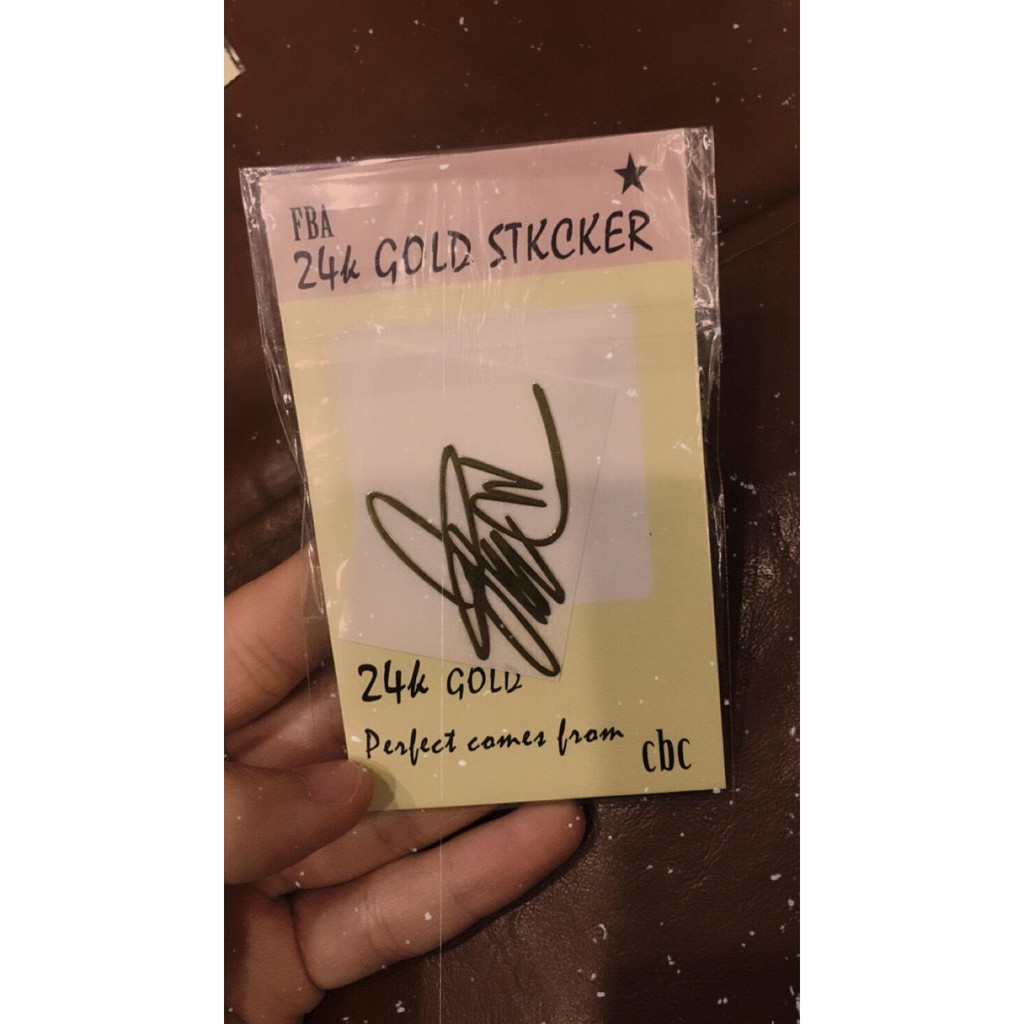 FBA
24k GOLD STKCKER
24k GOLD
Perfect comes from
cbc